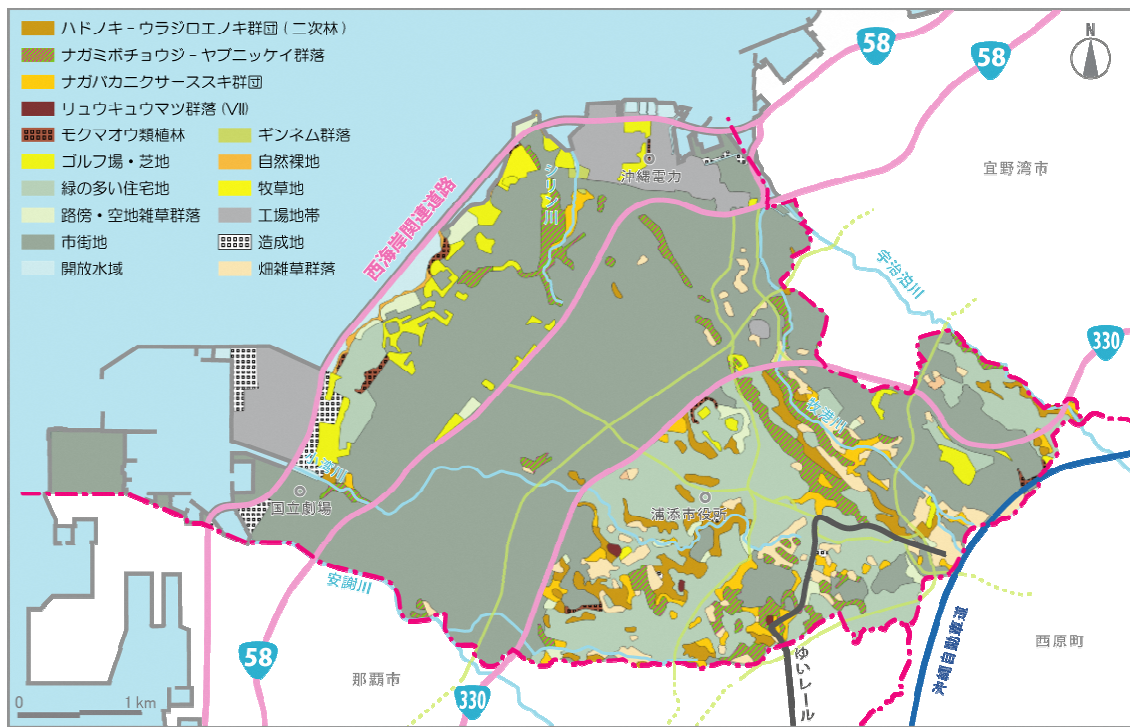 ハドノキ－ウラジロエノキ群団（二次林）
ナガミボチョウジ－ヤブニッケイ群落
ナガバカニクサーススキ群団
リュウキュウマツ群落 (Ⅶ)
モクマオウ類植林
ギンネム群落
ゴルフ場・芝地
自然裸地
緑の多い住宅地
牧草地
路傍・空地雑草群落
工場地帯
市街地
造成地
開放水域
畑雑草群落
58
58
N
宜野湾市
沖縄電力
シリン川
西海岸関連道路
宇治泊川
330
牧港川
小湾川
国立劇場
浦添市役所
安謝川
沖縄自動車道
西原町
ゆいレール
58
那覇市
330
0
1 km